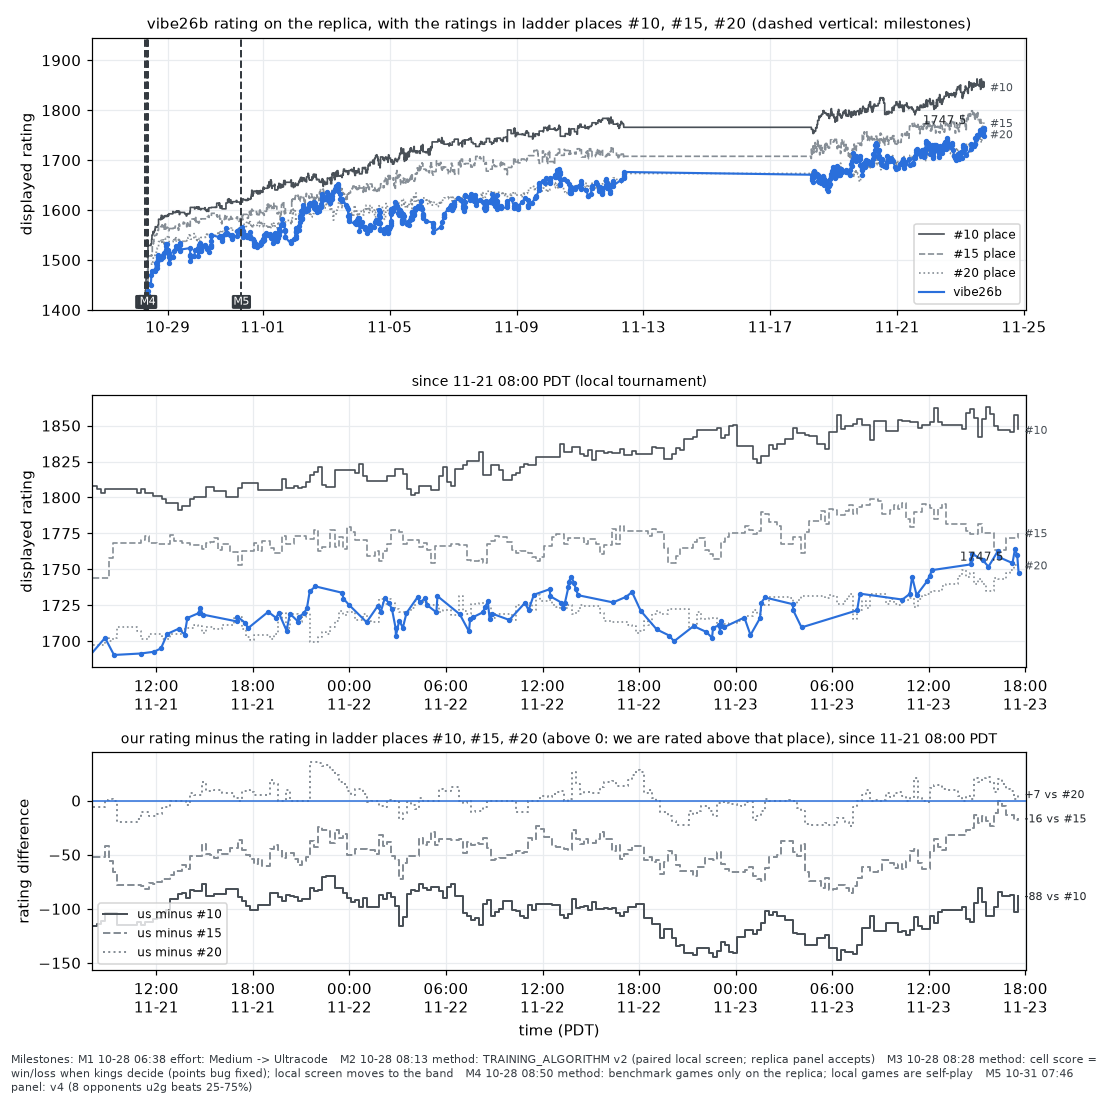 vibe26b rating on the replica, with the ratings in ladder places #10, #15, #20 (dashed vertical: milestones)
displayed rating
1900
1800
1700
1600
1500
1400
#10
#15
#20
1747.5
M4
M5
#10 place
#15 place
#20 place
vibe26b
10-29
11-01
11-05
11-09
11-13
11-17
11-21
11-25
since 11-21 08:00 PDT (local tournament)
displayed rating
1850
1825
1800
1775
1750
1725
1700
#10
#15
1747.5
#20
12:00 18:00 00:00 06:00 12:00 18:00 00:00 06:00 12:00 18:00
11-21 11-21 11-22 11-22 11-22 11-22 11-23 11-23 11-23 11-23
our rating minus the rating in ladder places #10, #15, #20 (above 0: we are rated above that place), since 11-21 08:00 PDT
rating difference
0
−50
−100
−150
+7 vs #20
-16 vs #15
-88 vs #10
us minus #10
us minus #15
us minus #20
12:00 18:00 00:00 06:00 12:00 18:00 00:00 06:00 12:00 18:00
11-21 11-21 11-22 11-22 11-22 11-22 11-23 11-23 11-23 11-23
time (PDT)
Milestones: M1 10-28 06:38 effort: Medium -> Ultracode M2 10-28 08:13 method: TRAINING_ALGORITHM v2 (paired local screen; replica panel accepts) M3 10-28 08:28 method: cell score =
win/loss when kings decide (points bug fixed); local screen moves to the band M4 10-28 08:50 method: benchmark games only on the replica; local games are self-play M5 10-31 07:46
panel: v4 (8 opponents u2g beats 25-75%)